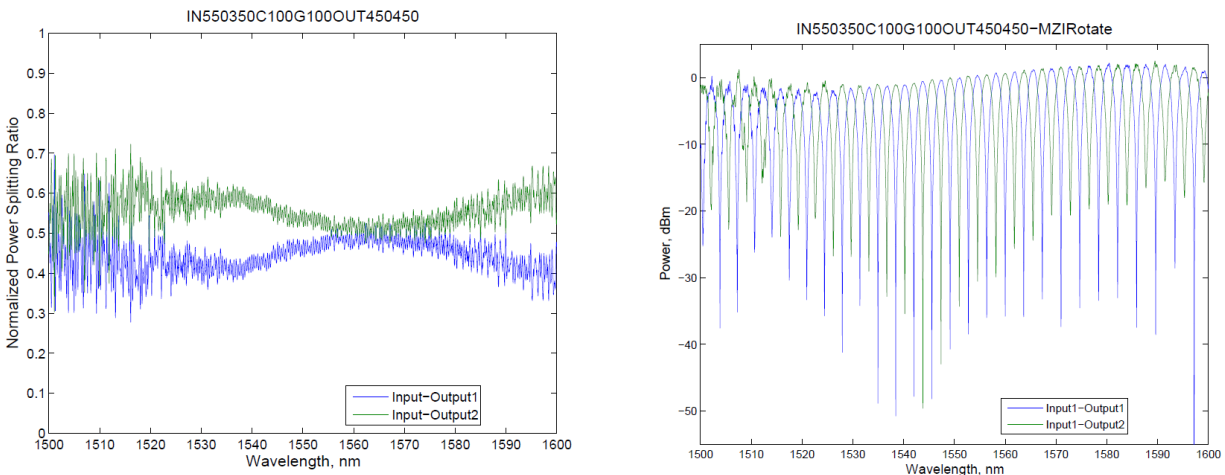 IN550350C100G100OUT450450
1
0.9
0.8
0.7
0.6
0.5
0.4
0.3
0.2
0.1
0
Normalized Power Splitting Ratio
Input-Output1
Input-Output2
1500 1510 1520 1530 1540 1550 1560 1570 1580 1590 1600
Wavelength, nm
IN550350C100G100OUT450450-MZIRotate
0
-10
-20
-30
-40
-50
Power, dBm
Input1-Output1
Input1-Output2
1500 1510 1520 1530 1540 1550 1560 1570 1580 1590 1600
Wavelength, nm